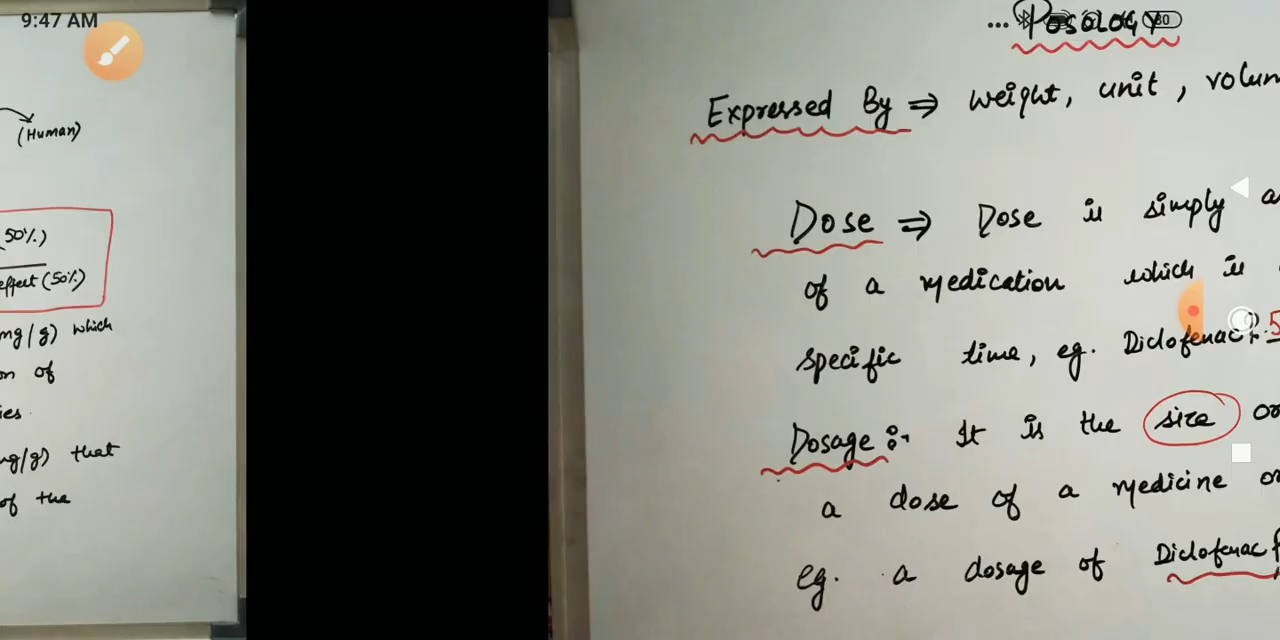 9:47 AM
(Human)
50%)
effect (50%)
mg/g) which
on of
ies.
mg/g) that
of the
... Posology
80
Expressed By ⇒ weight, unit, volum
Dose ⇒ Dose is simply a
of a medication which is
specific time, eg. Diclofenac :. 5
Dosage :- It is the size or
a dose of a medicine or
eg. a dosage of Diclofenac